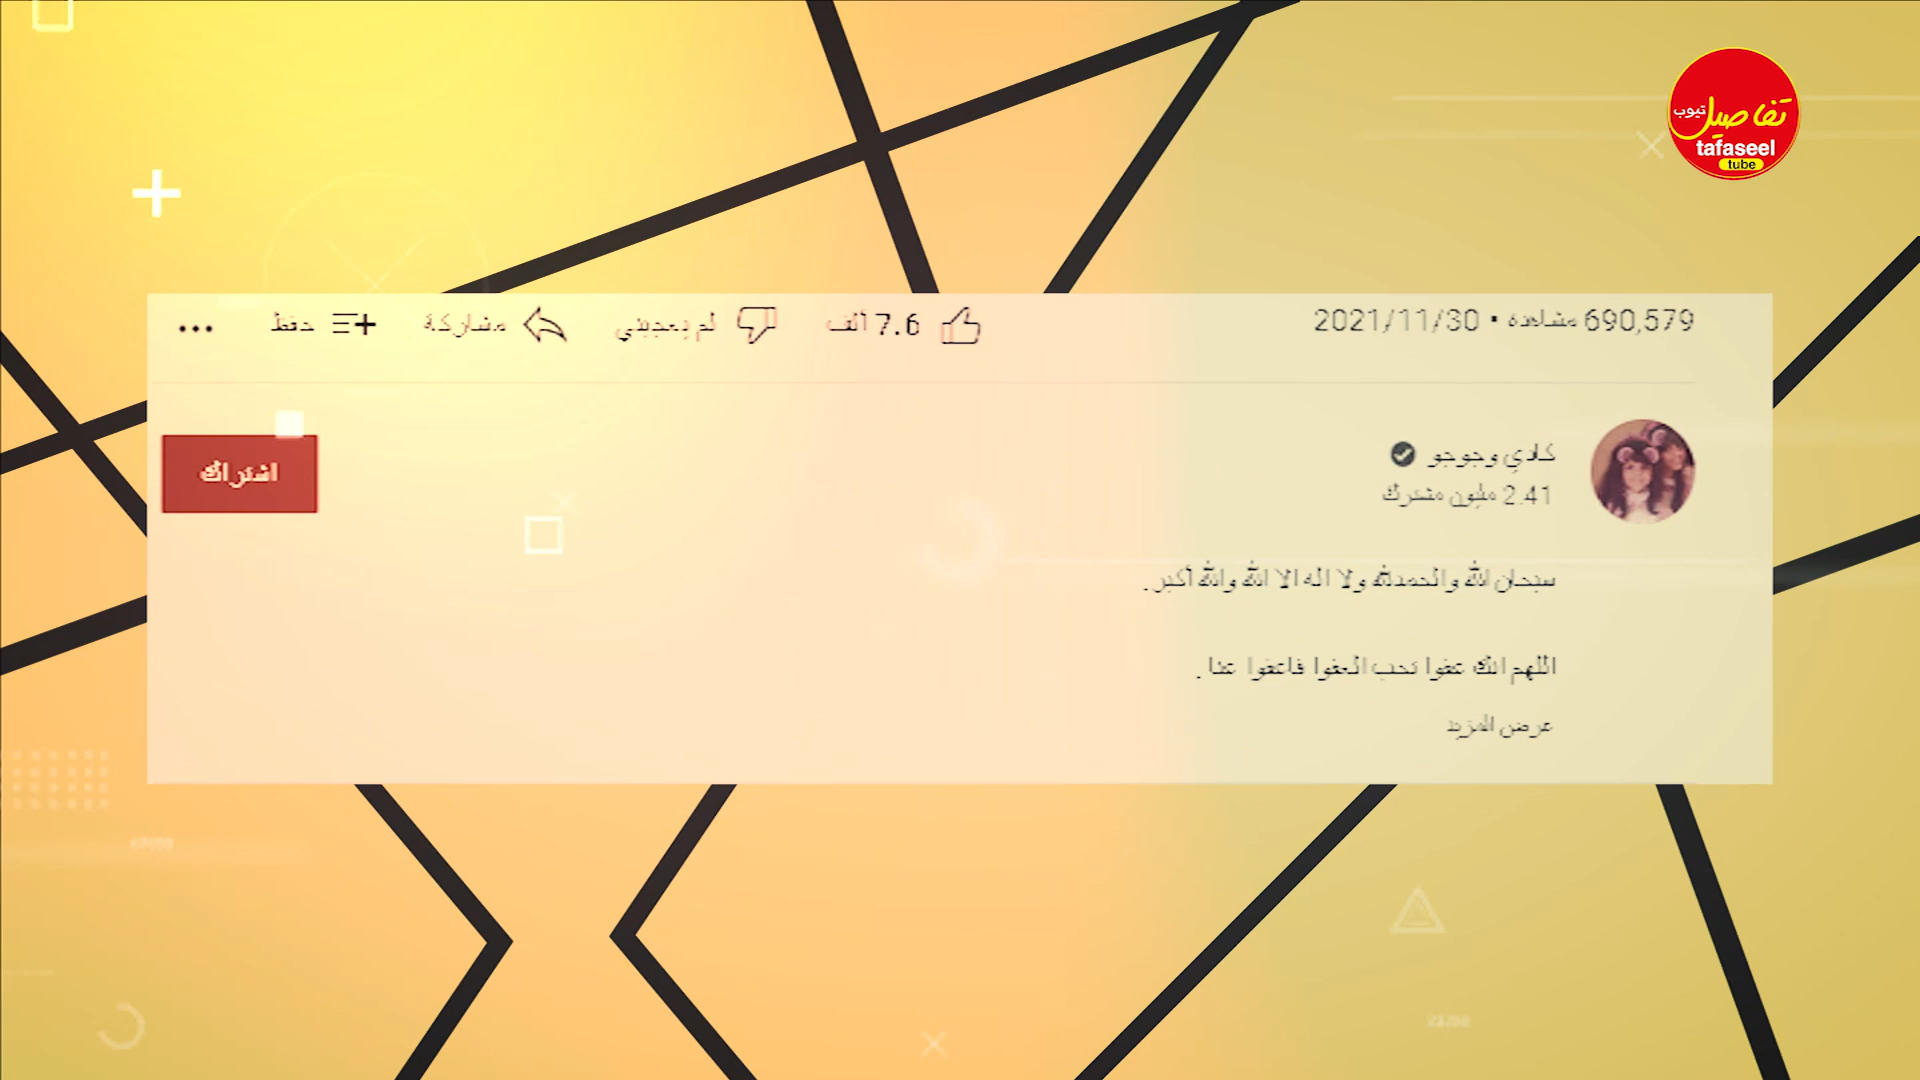 تفاصيل تيوب
tafaseel
tube
690,579 مشاهدة • 2021/11/30
7.6 ألف
لم يعجبني
مشاركة
حفظ
كادي وجوجو
2.41 مليون مشترك
اشتراك
سبحان الله والحمدلله ولا اله الا الله والله أكبر.
اللهم انك عفوا تحب العفوا فاعفوا عنا.
عرض المزيد